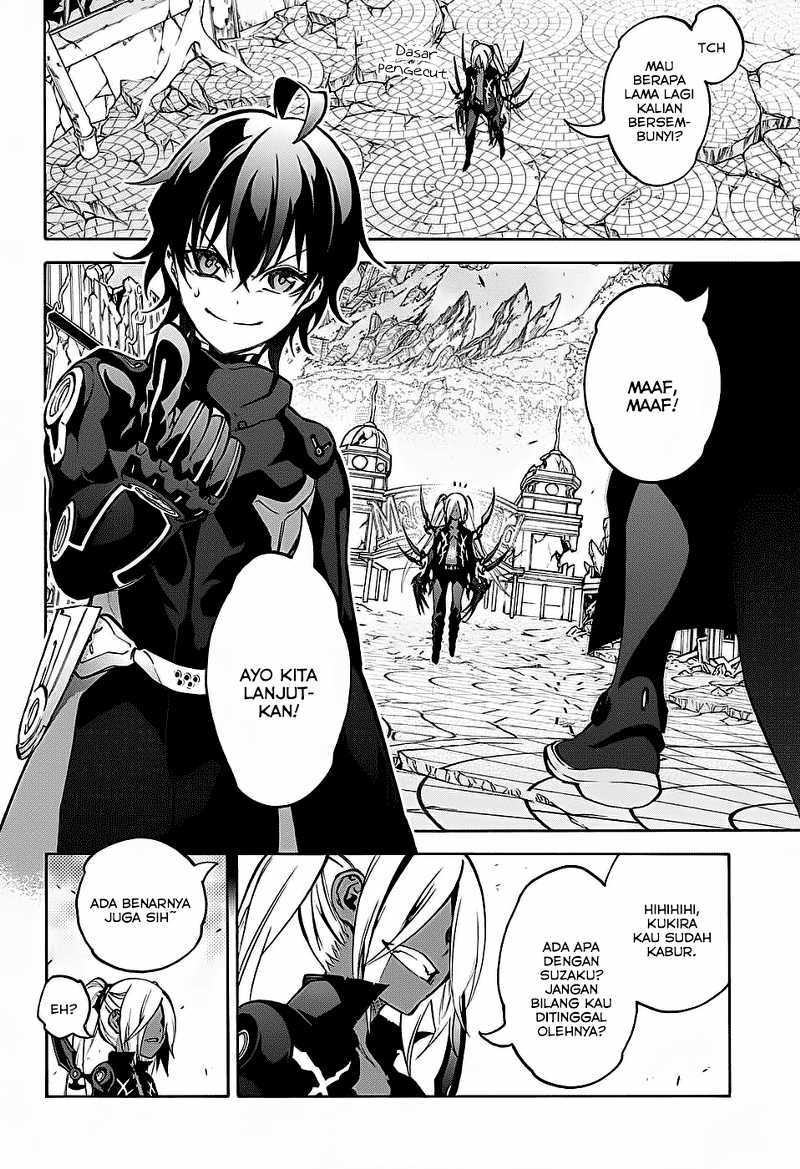 TCH
MAU
BERAPA
LAMA LAGI
KALIAN
BERSEM-
BUNYI?
Dasar
Pengecut
MAAF,
MAAF!
AYO KITA
LANJUT-
KAN!
HIHIHIHI,
KUKIRA
KAU SUDAH
KABUR.
ADA APA
DENGAN
SUZAKU?
JANGAN
BILANG KAU
DITINGGAL
OLEHNYA?
ADA BENARNYA
JUGA SIH~
EH?